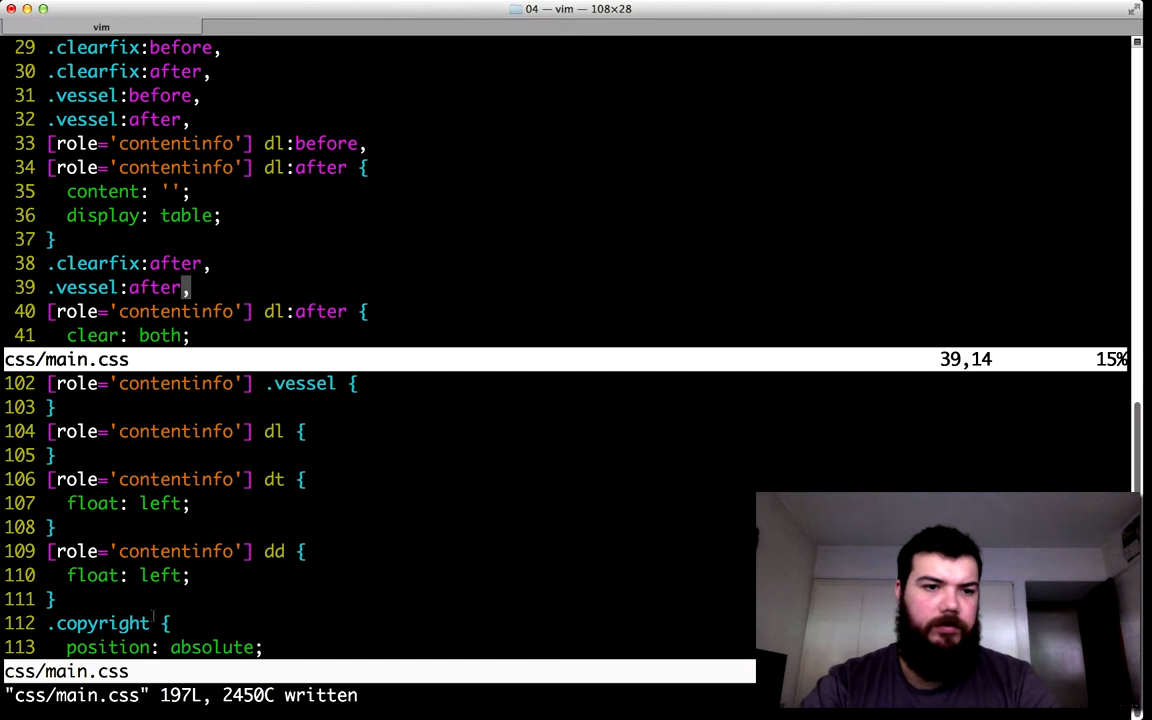 04 — vim — 108×28
vim
29 .clearfix:before,
30 .clearfix:after,
31 .vessel:before,
32 .vessel:after,
33 [role='contentinfo'] dl:before,
34 [role='contentinfo'] dl:after {
35   content: '';
36   display: table;
37 }
38 .clearfix:after,
39 .vessel:after,
40 [role='contentinfo'] dl:after {
41   clear: both;
css/main.css 39,14 15%
102 [role='contentinfo'] .vessel {
103 }
104 [role='contentinfo'] dl {
105 }
106 [role='contentinfo'] dt {
107   float: left;
108 }
109 [role='contentinfo'] dd {
110   float: left;
111 }
112 .copyright {
113   position: absolute;
css/main.css
"css/main.css" 197L, 2450C written